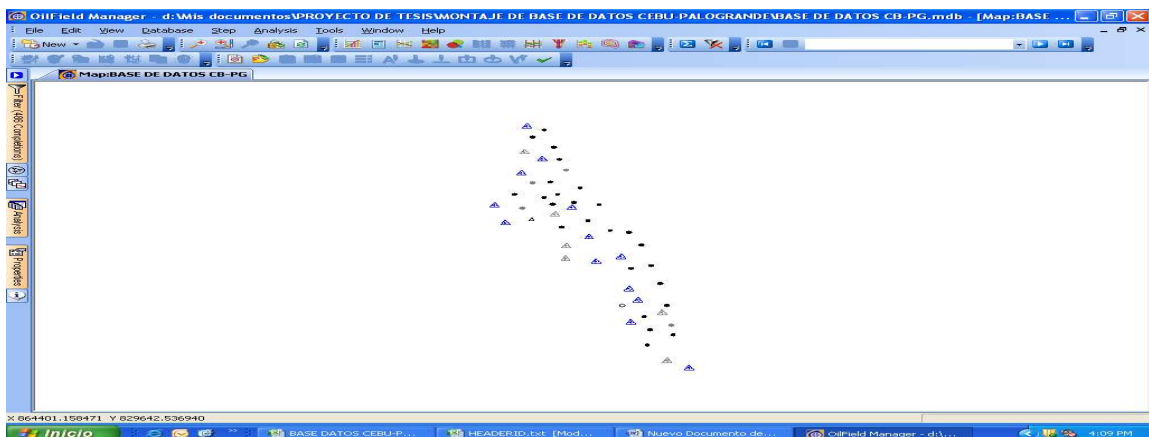 OilField Manager - d:\Mis documentos\PROYECTO DE TESIS\MONTAJE DE BASE DE DATOS CEBU-PALOGRANDE\BASE DE DATOS CB-PG.mdb - [Map:BASE ...
File Edit View Database Step Analysis Tools Window Help
New
Map:BASE DE DATOS CB-PG
Filter (486 Completions)
Analysis
Properties
X 864401.158471 Y 829642.536940
Inicio BASE DATOS CEBU-P... HEADERID.txt [Mod... Nuevo Documento de... OilField Manager - d:\... 4:09 PM